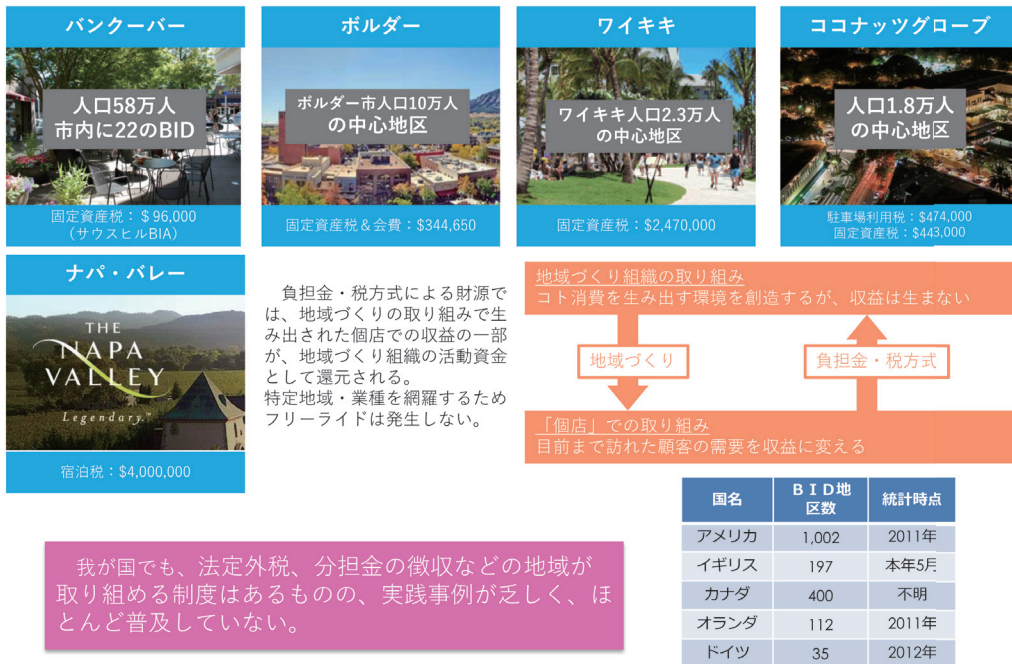 バンクーバー
人口58万人
市内に22のBID
固定資産税：＄96,000
（サウスヒルBIA）
ボルダー
ボルダー市人口10万人
の中心地区
固定資産税＆会費：$344,650
ワイキキ
ワイキキ人口2.3万人
の中心地区
固定資産税：$2,470,000
ココナッツグローブ
人口1.8万人
の中心地区
駐車場利用税：$474,000
固定資産税：$443,000
ナパ・バレー
THE
NAPA
VALLEY
Legendary.™
宿泊税：$4,000,000
負担金・税方式による財源で
は、地域づくりの取り組みで生
み出された個店での収益の一部
が、地域づくり組織の活動資金
として還元される。
特定地域・業種を網羅するため
フリーライドは発生しない。
地域づくり組織の取り組み
コト消費を生み出す環境を創造するが、収益は生まない
地域づくり
負担金・税方式
「個店」での取り組み
目前まで訪れた顧客の需要を収益に変える
我が国でも、法定外税、分担金の徴収などの地域が
取り組める制度はあるものの、実践事例が乏しく、ほ
とんど普及していない。
国名 ＢＩＤ地区数 統計時点
アメリカ 1,002 2011年
イギリス 197 本年5月
カナダ 400 不明
オランダ 112 2011年
ドイツ 35 2012年